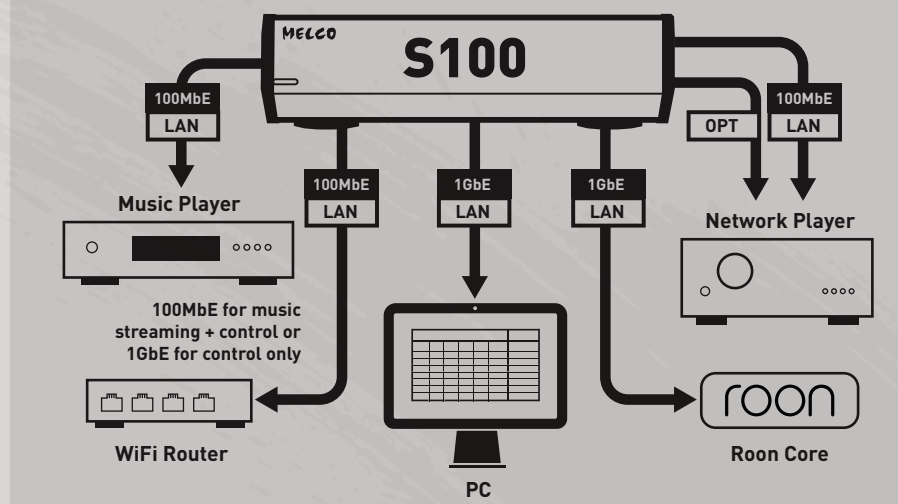 MELCO
S100
100MbE
LAN
OPT
100MbE
LAN
100MbE
LAN
1GbE
LAN
1GbE
LAN
Music Player
Network Player
100MbE for music
streaming + control or
1GbE for control only
roon
WiFi Router
Roon Core
PC